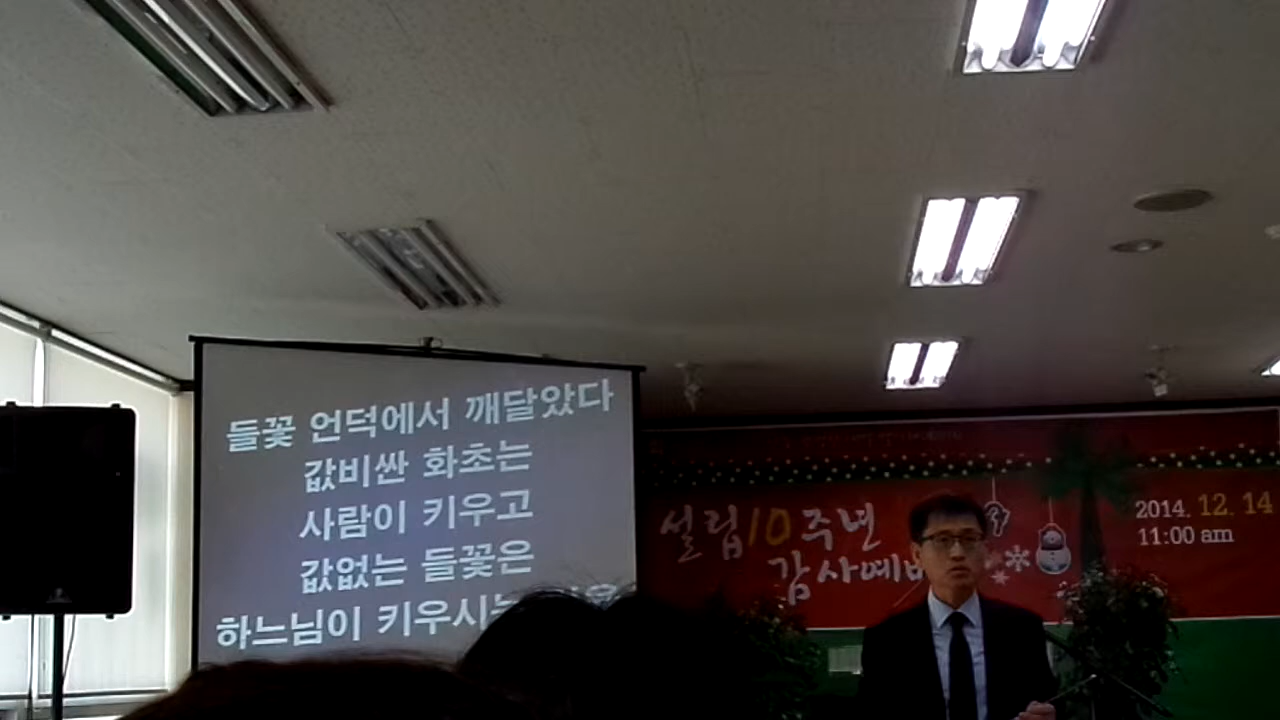 들꽃 언덕에서 깨달았다
값비싼 화초는
사람이 키우고
값없는 들꽃은
하느님이 키우시는
설립10주년
감사예배
2014. 12. 14
11:00 am